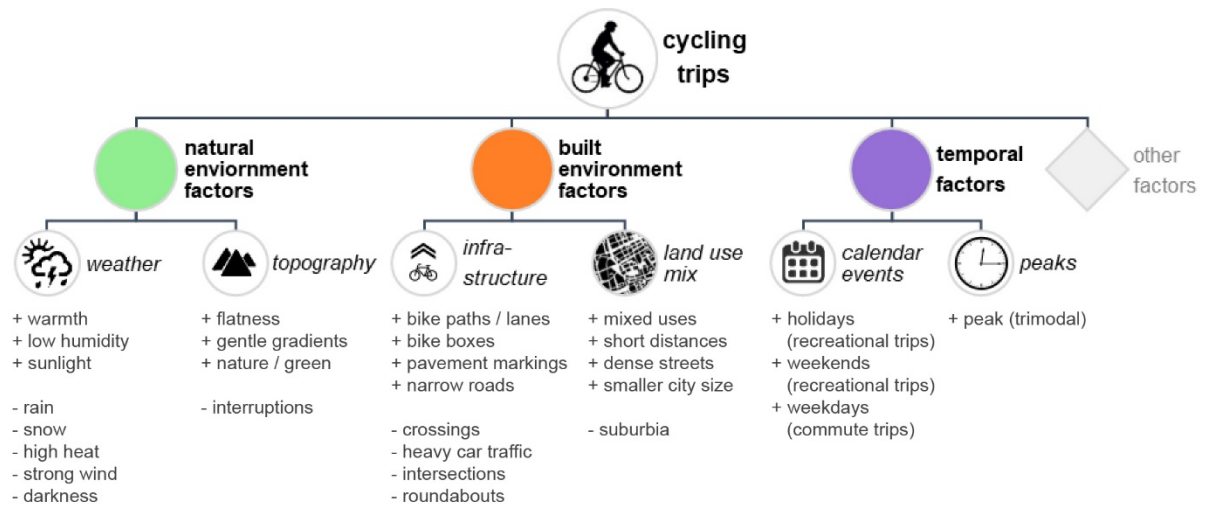 cycling
trips
natural
enviornment
factors
built
environment
factors
temporal
factors
other
factors
weather
+ warmth
+ low humidity
+ sunlight
- rain
- snow
- high heat
- strong wind
- darkness
topography
+ flatness
+ gentle gradients
+ nature / green
- interruptions
infra-
structure
+ bike paths / lanes
+ bike boxes
+ pavement markings
+ narrow roads
- crossings
- heavy car traffic
- intersections
- roundabouts
land use
mix
+ mixed uses
+ short distances
+ dense streets
+ smaller city size
- suburbia
calendar
events
+ holidays
(recreational trips)
+ weekends
(recreational trips)
+ weekdays
(commute trips)
peaks
+ peak (trimodal)